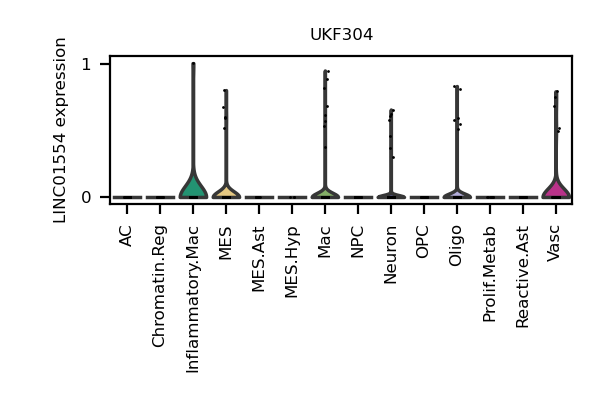 UKF304
LINC01554 expression
1
0
AC
Chromatin.Reg
Inflammatory.Mac
MES
MES.Ast
MES.Hyp
Mac
NPC
Neuron
OPC
Oligo
Prolif.Metab
Reactive.Ast
Vasc